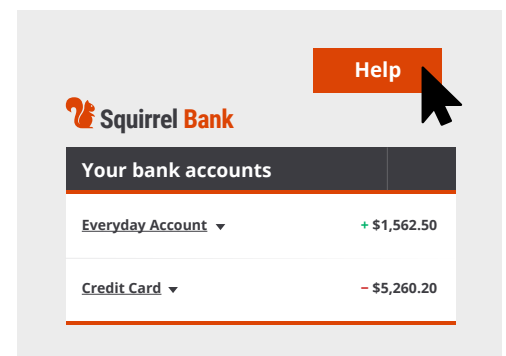 Help
Squirrel Bank
Your bank accounts
Everyday Account + $1,562.50
Credit Card − $5,260.20